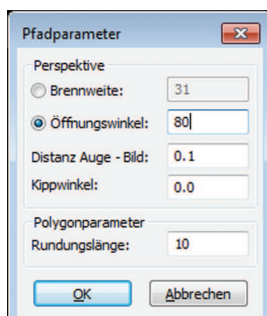 Pfadparameter
Perspektive
Brennweite: 31
Öffnungswinkel: 80
Distanz Auge - Bild: 0.1
Kippwinkel: 0.0
Polygonparameter
Rundungslänge: 10
OK Abbrechen